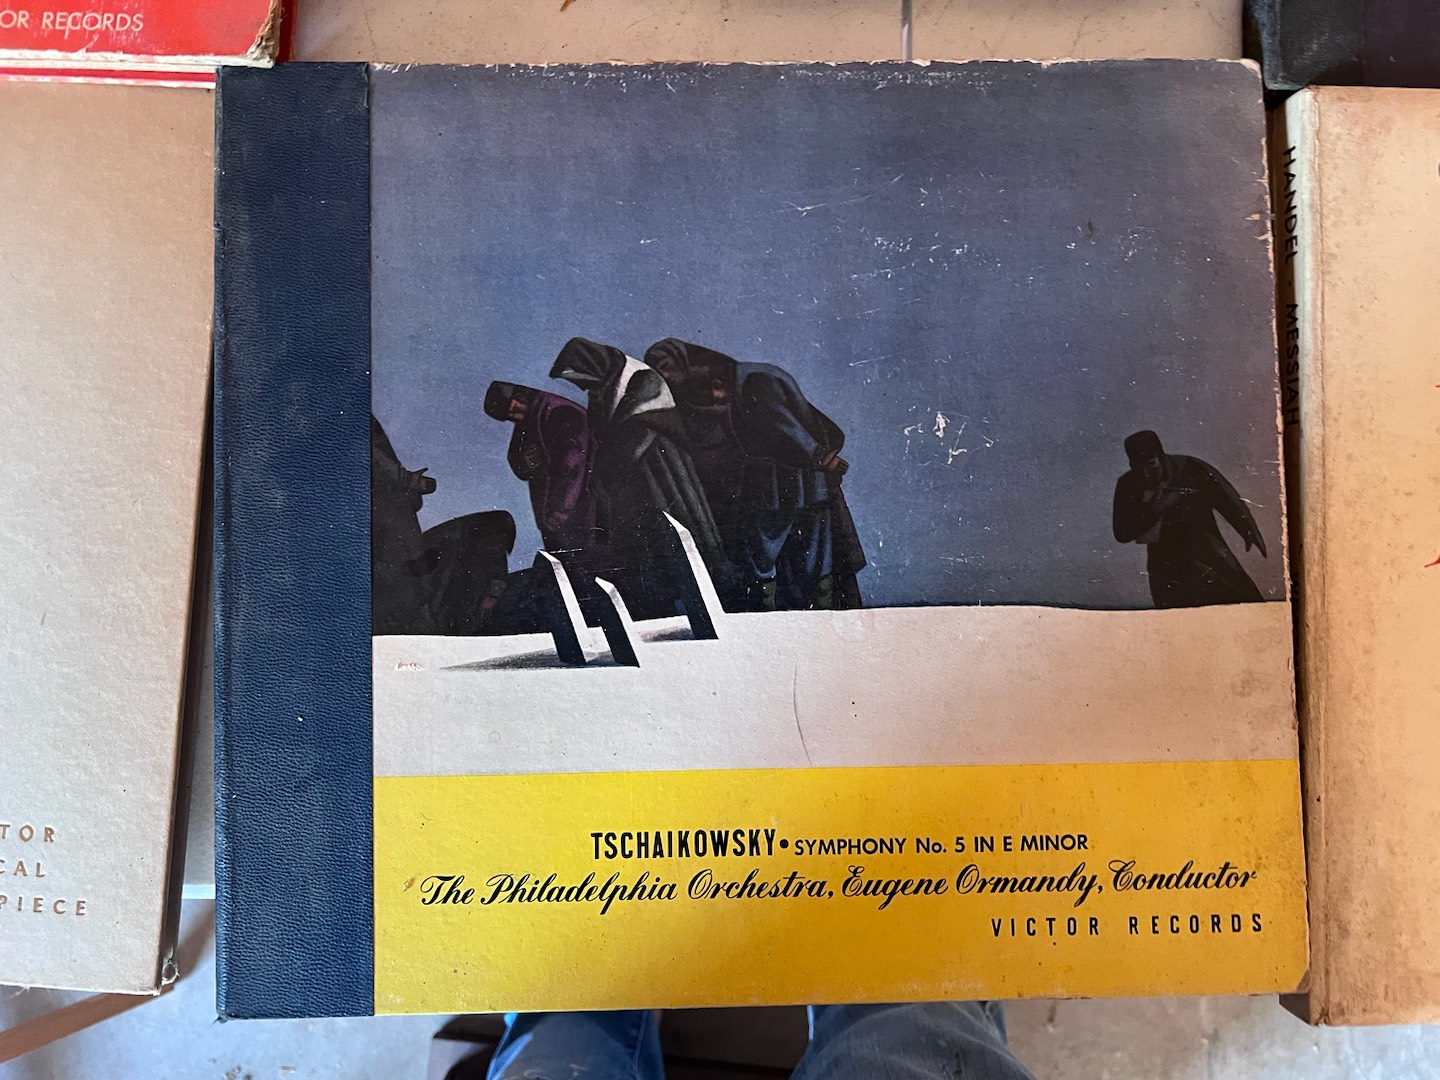 OR RECORDS
HANDEL - MESSIAH
TSCHAIKOWSKY • SYMPHONY No. 5 IN E MINOR
The Philadelphia Orchestra, Eugene Ormandy, Conductor
VICTOR RECORDS
TOR
CAL
PIECE